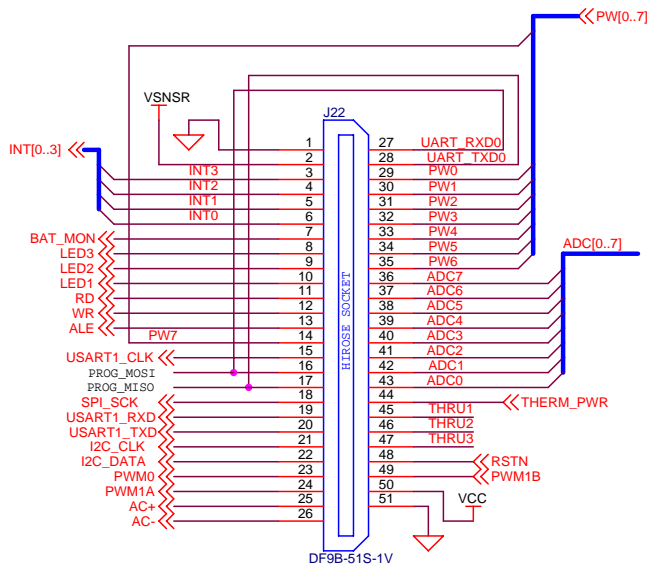 PW[0..7]
VSNSR
J22
1 27 UART_RXD0
INT[0..3] 2 28 UART_TXD0
INT3 3 29 PW0
INT2 4 30 PW1
INT1 5 31 PW2
INT0 6 32 PW3
BAT_MON 7 33 PW4
LED3 8 34 PW5 ADC[0..7]
LED2 9 35 PW6
LED1 10 36 ADC7
RD 11 37 ADC6
WR 12 38 ADC5
ALE 13 39 ADC4
PW7 14 40 ADC3
USART1_CLK 15 41 ADC2
PROG_MOSI 16 42 ADC1
PROG_MISO 17 43 ADC0
SPI_SCK 18 44 THERM_PWR
USART1_RXD 19 45 THRU1
USART1_TXD 20 46 THRU2
I2C_CLK 21 47 THRU3
I2C_DATA 22 48 RSTN
PWM0 23 49 PWM1B
PWM1A 24 50 VCC
AC+ 25 51
AC- 26
HIROSE SOCKET
DF9B-51S-1V